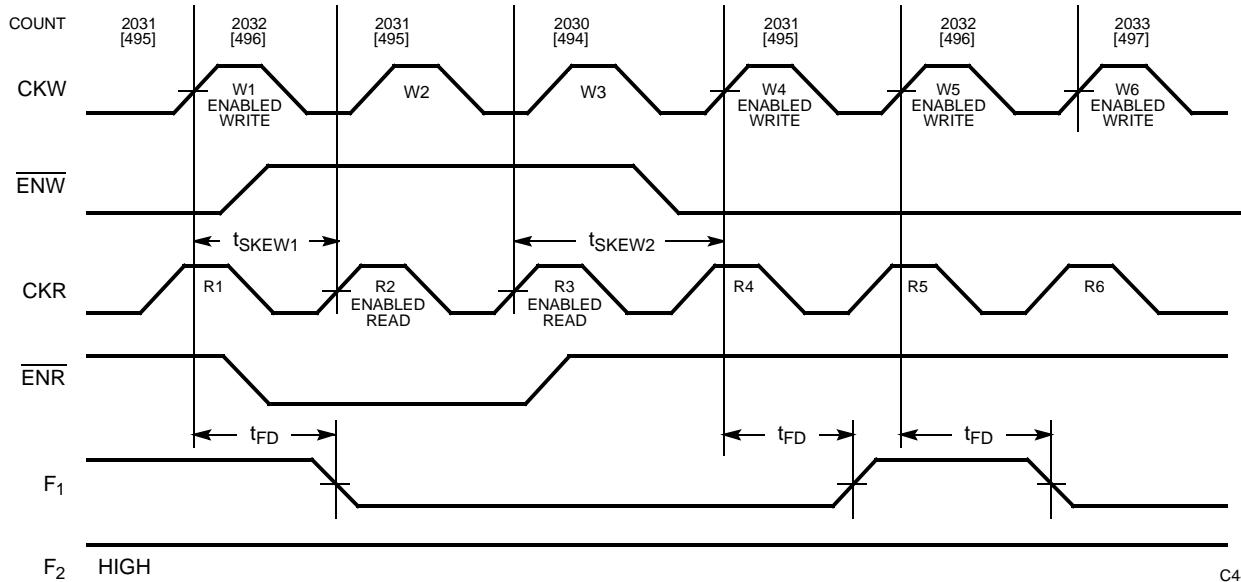 COUNT 2031 2032 2031 2030 2031 2032 2033
[495] [496] [495] [494] [495] [496] [497]
CKW W1 W2 W3 W4 W5 W6
ENABLED ENABLED ENABLED ENABLED
WRITE WRITE WRITE WRITE
ENW
tSKEW1 tSKEW2
CKR R1 R2 R3 R4 R5 R6
ENABLED ENABLED
READ READ
ENR
tFD tFD tFD
F1
F2 HIGH
C4